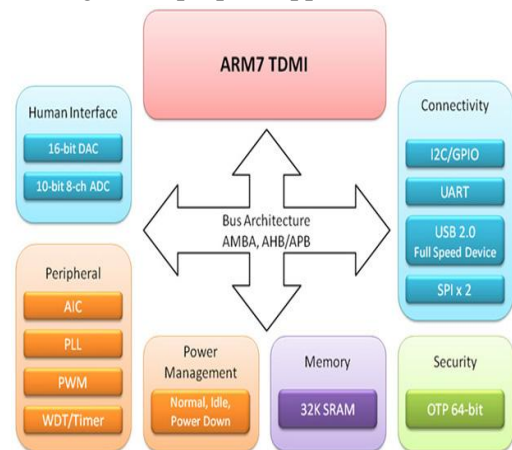 ARM7 TDMI
Human Interface
16-bit DAC
10-bit 8-ch ADC
Connectivity
I2C/GPIO
UART
USB 2.0
Full Speed Device
SPI x 2
Bus Architecture
AMBA, AHB/APB
Peripheral
AIC
PLL
PWM
WDT/Timer
Power
Management
Normal, Idle,
Power Down
Memory
32K SRAM
Security
OTP 64-bit